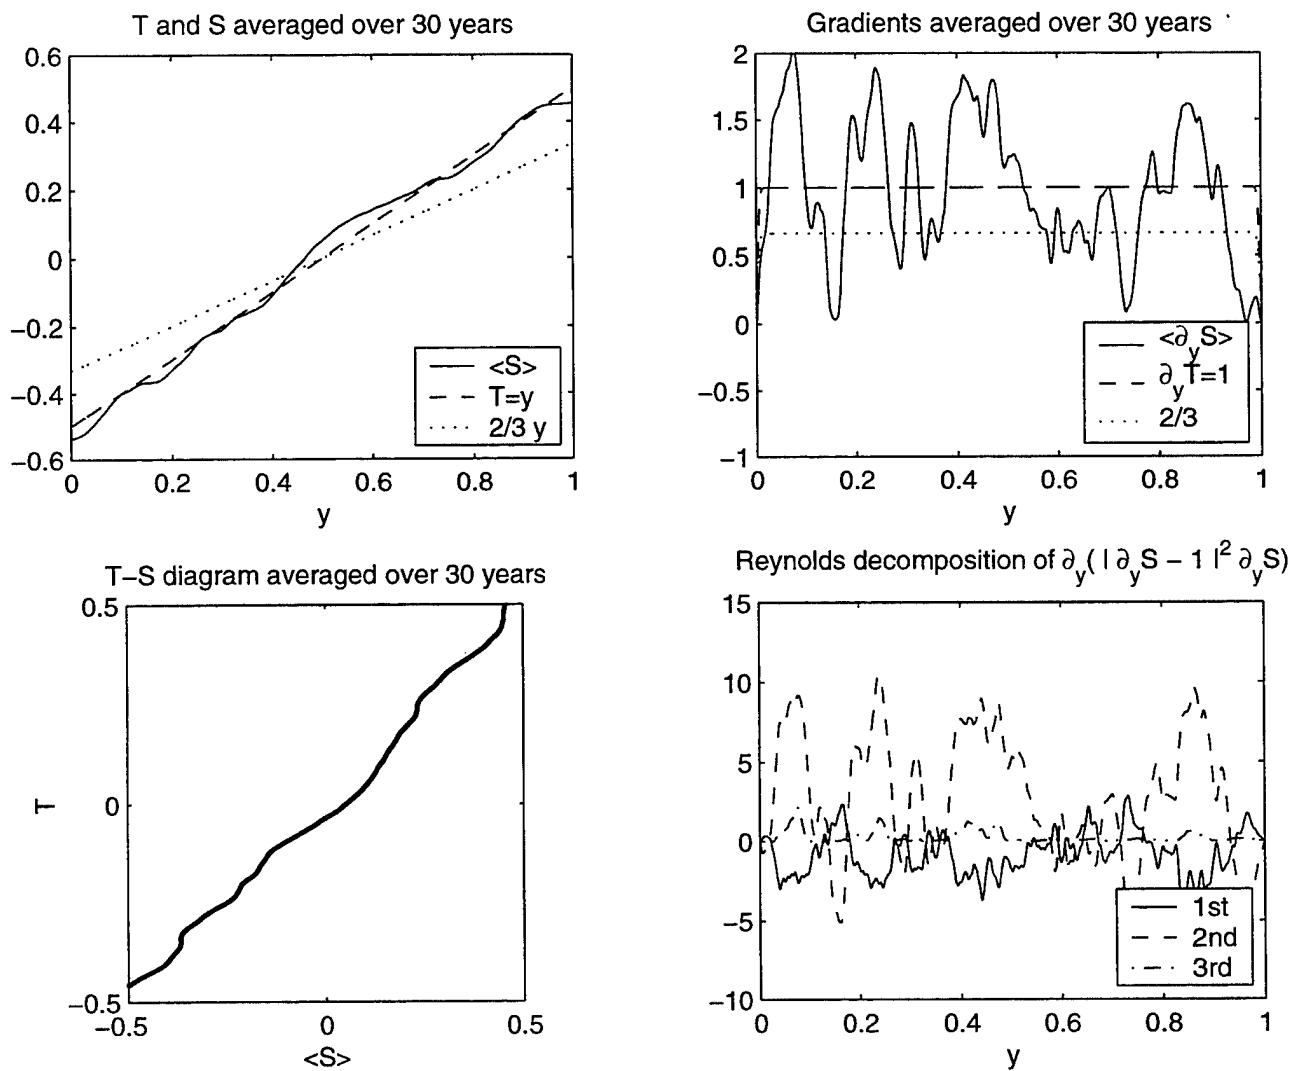 T and S averaged over 30 years
0.6
0.4
0.2
0
−0.2
−0.4
−0.6
0
0.2
0.4
0.6
0.8
1
y
<S>
T=y
2/3 y
Gradients averaged over 30 years
2
1.5
1
0.5
0
−0.5
−1
0
0.2
0.4
0.6
0.8
1
y
<∂yS>
∂yT=1
2/3
T−S diagram averaged over 30 years
0.5
0
−0.5
T
−0.5
0
0.5
<S>
Reynolds decomposition of ∂y( | ∂yS − 1 |² ∂yS)
15
10
5
0
−5
−10
0
0.2
0.4
0.6
0.8
1
y
1st
2nd
3rd